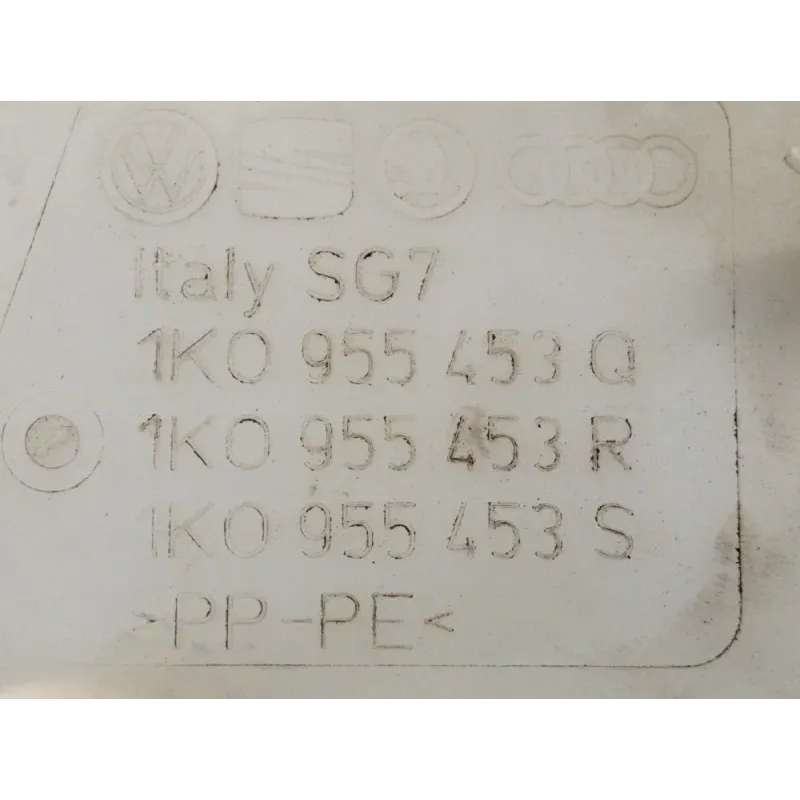 Italy SG7
1K0 955 453 Q
1K0 955 453 R
1K0 955 453 S
>PP-PE<